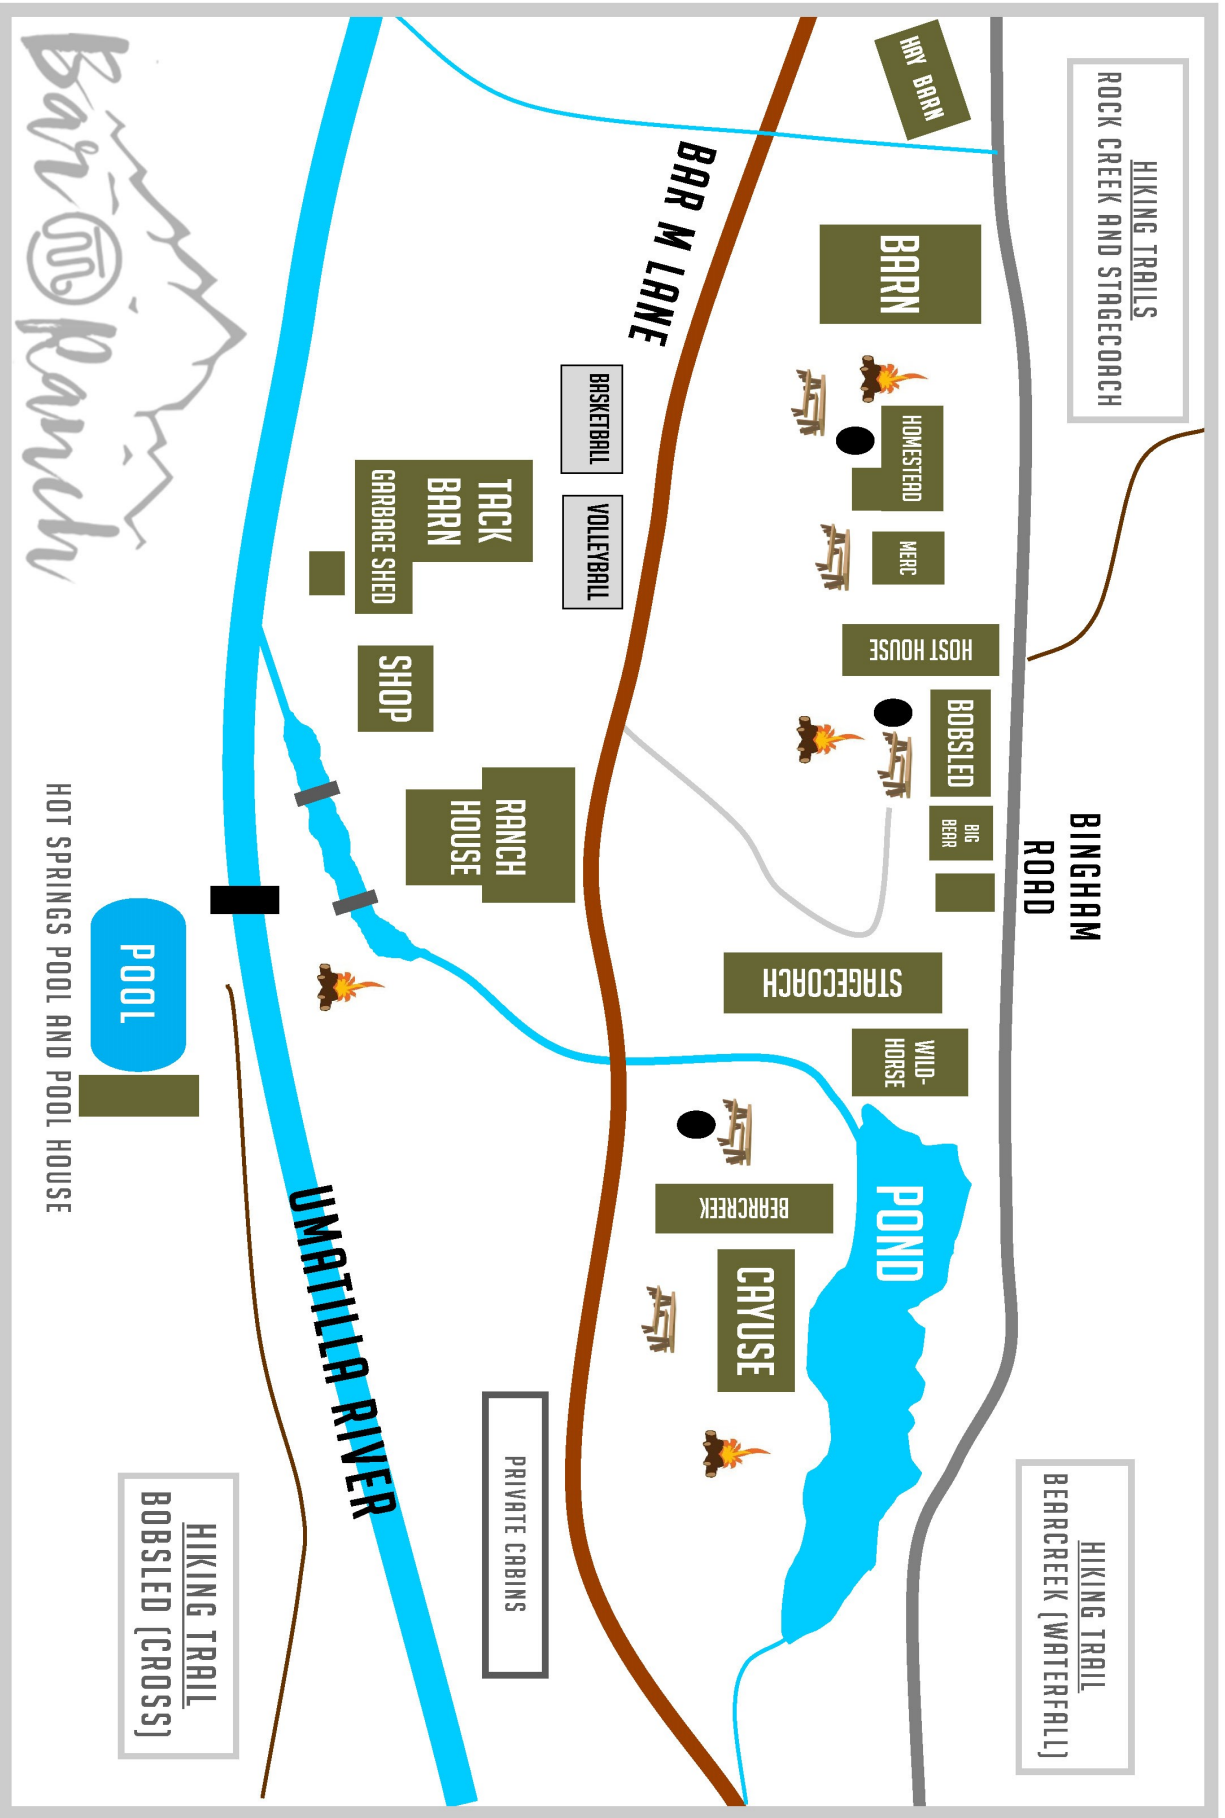 HIKING TRAILS
ROCK CREEK AND STAGECOACH
BINGHAM
ROAD
HIKING TRAIL
BEARCREEK (WATERFALL)
HAY BARN
BARN
HOMESTEAD
MERC
HOST HOUSE
BOBSLED
BIG
BEAR
STAGECOACH
WILD-
HORSE
POND
BEARCREEK
CAYUSE
BAR M LANE
BASKETBALL
VOLLEYBALL
TACK
BARN
GARBAGE SHED
SHOP
RANCH
HOUSE
PRIVATE CABINS
UMATILLA RIVER
Bar M Ranch
POOL
HOT SPRINGS POOL AND POOL HOUSE
HIKING TRAIL
BOBSLED (CROSS)